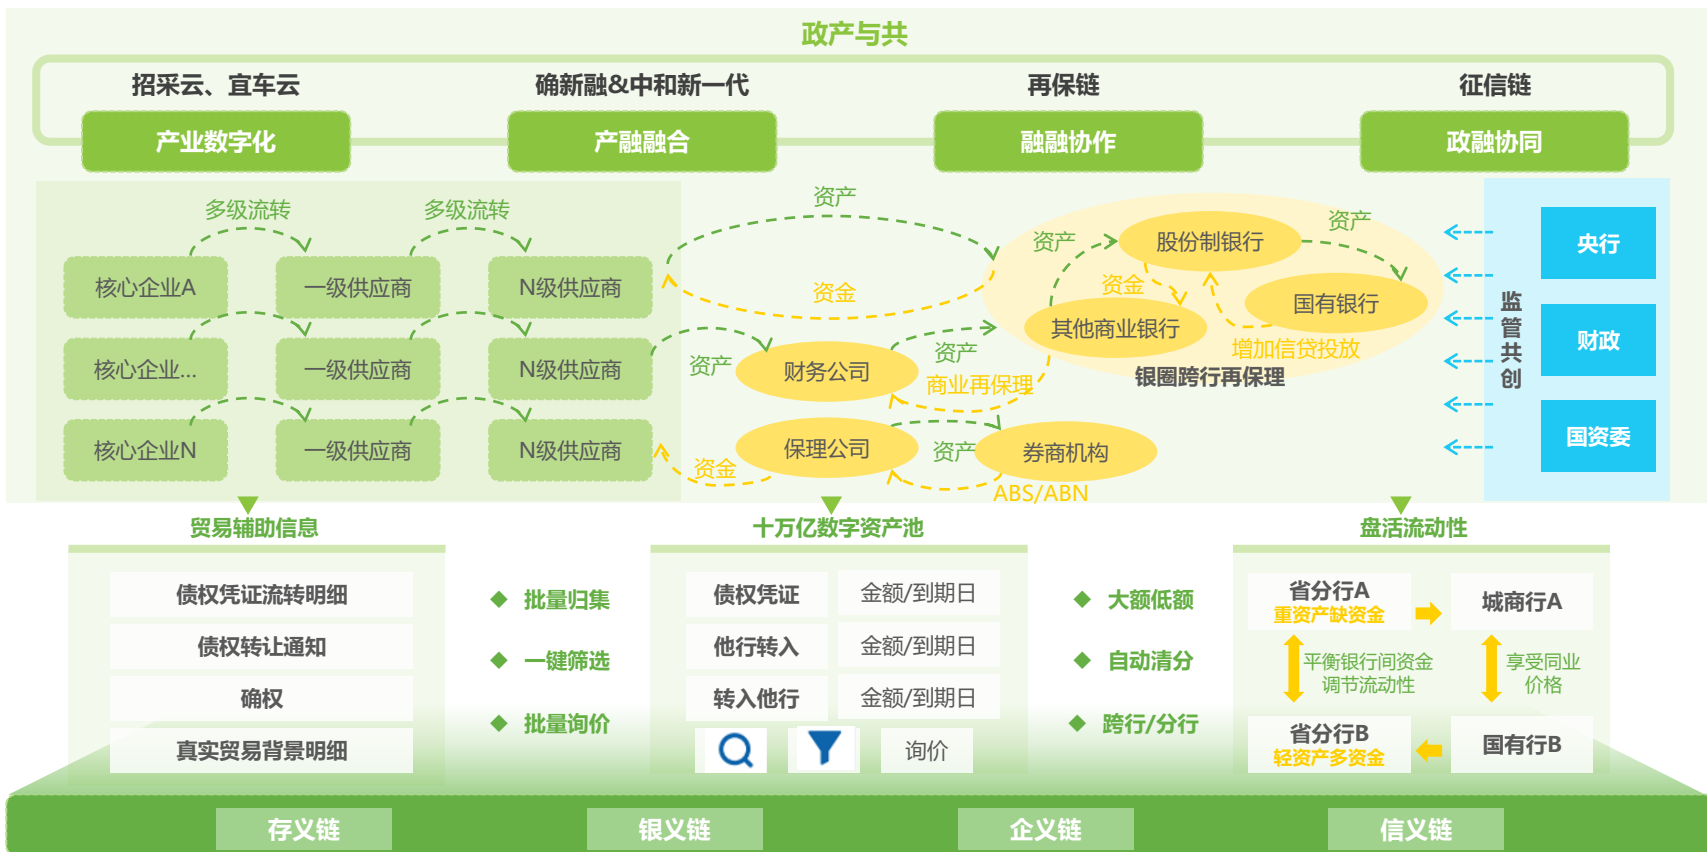 政产与共
招采云、宜车云
确新融&中和新一代
再保链
征信链
产业数字化
产融融合
融融协作
政融协同
多级流转
多级流转
资产
资金
核心企业A
一级供应商
N级供应商
核心企业...
一级供应商
N级供应商
核心企业N
一级供应商
N级供应商
资产
财务公司
资产
商业再保理
保理公司
资金
资产
券商机构
ABS/ABN
资产
股份制银行
资产
资金
国有银行
其他商业银行
增加信贷投放
银圈跨行再保理
监管共创
央行
财政
国资委
贸易辅助信息
债权凭证流转明细
债权转让通知
确权
真实贸易背景明细
批量归集
一键筛选
批量询价
十万亿数字资产池
债权凭证
金额/到期日
他行转入
金额/到期日
转入他行
金额/到期日
询价
大额低额
自动清分
跨行/分行
盘活流动性
省分行A
重资产缺资金
城商行A
平衡银行间资金
调节流动性
享受同业
价格
省分行B
轻资产多资金
国有行B
存义链
银义链
企义链
信义链